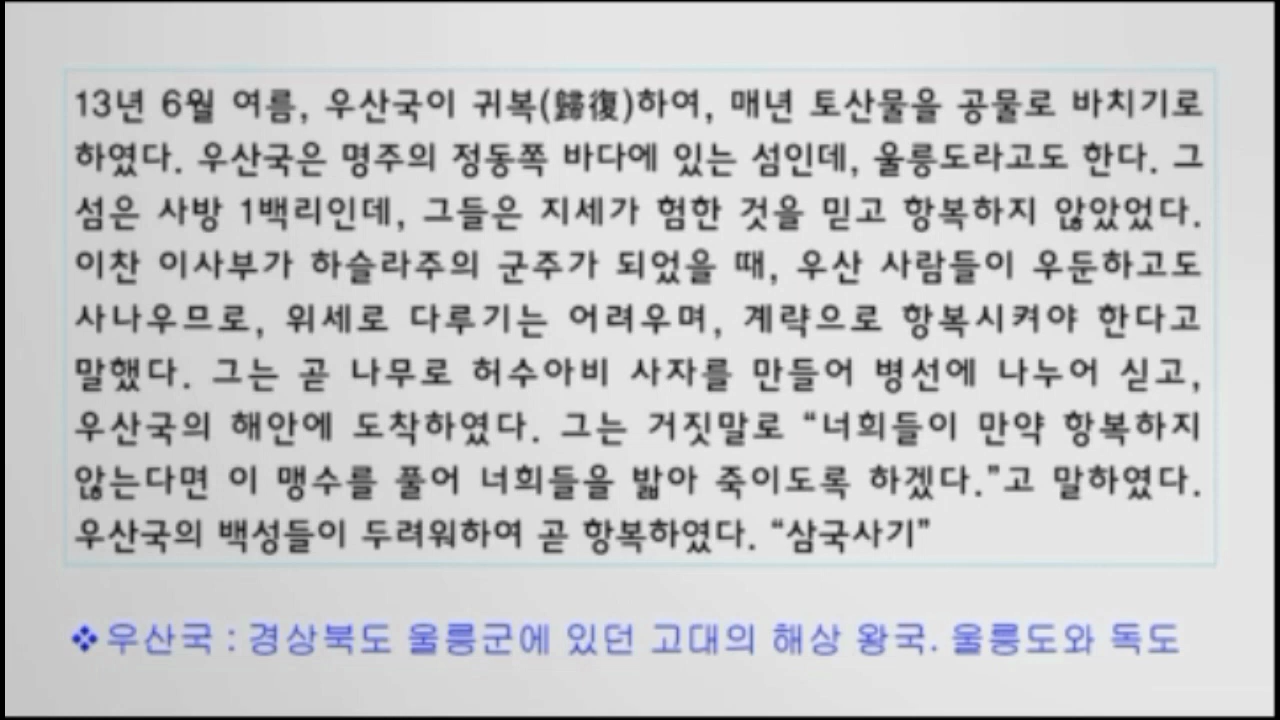 13년 6월 여름, 우산국이 귀복(歸復)하여, 매년 토산물을 공물로 바치기로
하였다. 우산국은 명주의 정동쪽 바다에 있는 섬인데, 울릉도라고도 한다. 그
섬은 사방 1백리인데, 그들은 지세가 험한 것을 믿고 항복하지 않았었다.
이찬 이사부가 하슬라주의 군주가 되었을 때, 우산 사람들이 우둔하고도
사나우므로, 위세로 다루기는 어려우며, 계략으로 항복시켜야 한다고
말했다. 그는 곧 나무로 허수아비 사자를 만들어 병선에 나누어 싣고,
우산국의 해안에 도착하였다. 그는 거짓말로 “너희들이 만약 항복하지
않는다면 이 맹수를 풀어 너희들을 밟아 죽이도록 하겠다.”고 말하였다.
우산국의 백성들이 두려워하여 곧 항복하였다. “삼국사기”
❖우산국 : 경상북도 울릉군에 있던 고대의 해상 왕국. 울릉도와 독도